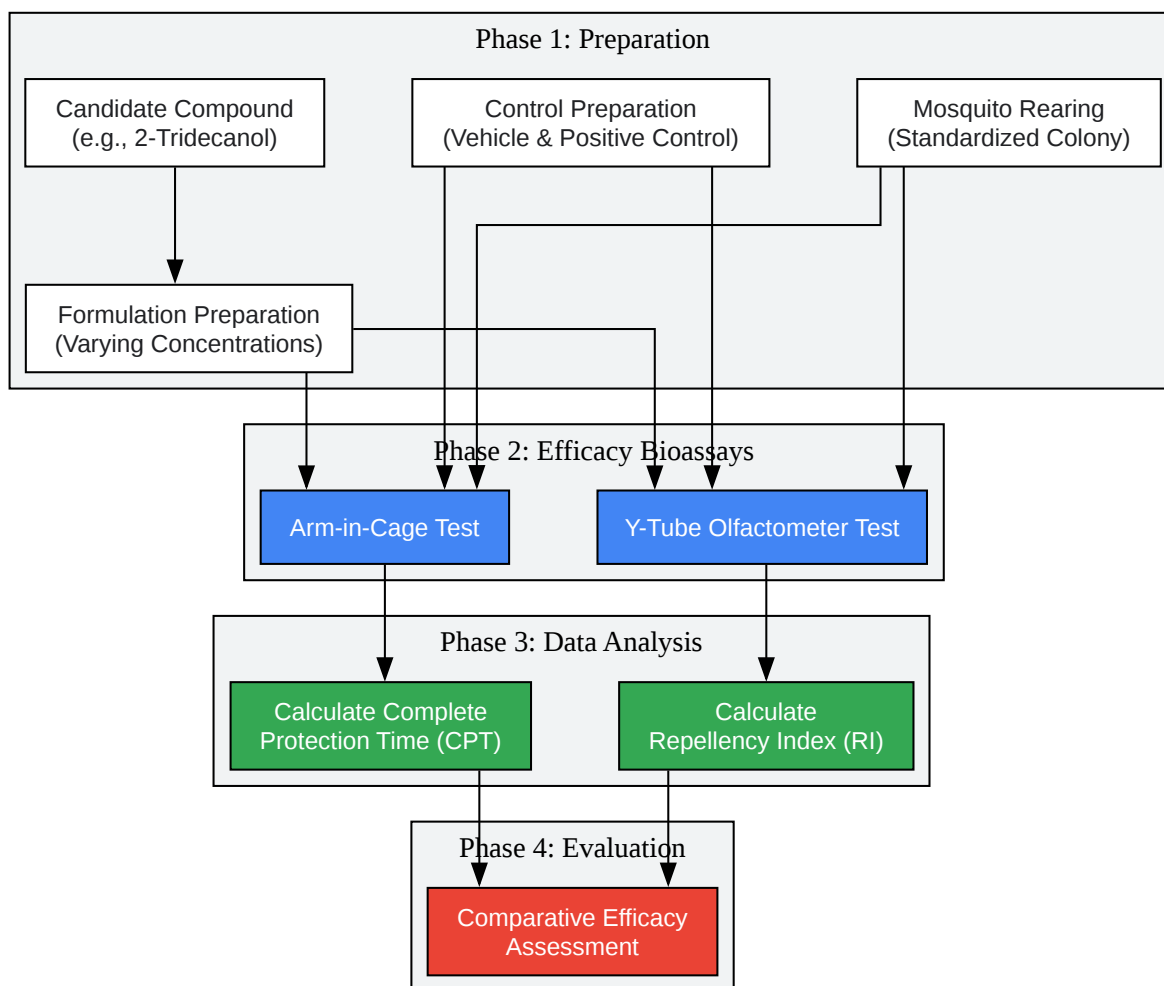 Phase 1: Preparation
Candidate Compound
(e.g., 2-Tridecanol)
Control Preparation
(Vehicle & Positive Control)
Mosquito Rearing
(Standardized Colony)
Formulation Preparation
(Varying Concentrations)
Phase 2: Efficacy Bioassays
Arm-in-Cage Test
Y-Tube Olfactometer Test
Phase 3: Data Analysis
Calculate Complete
Protection Time (CPT)
Calculate
Repellency Index (RI)
Phase 4: Evaluation
Comparative Efficacy
Assessment